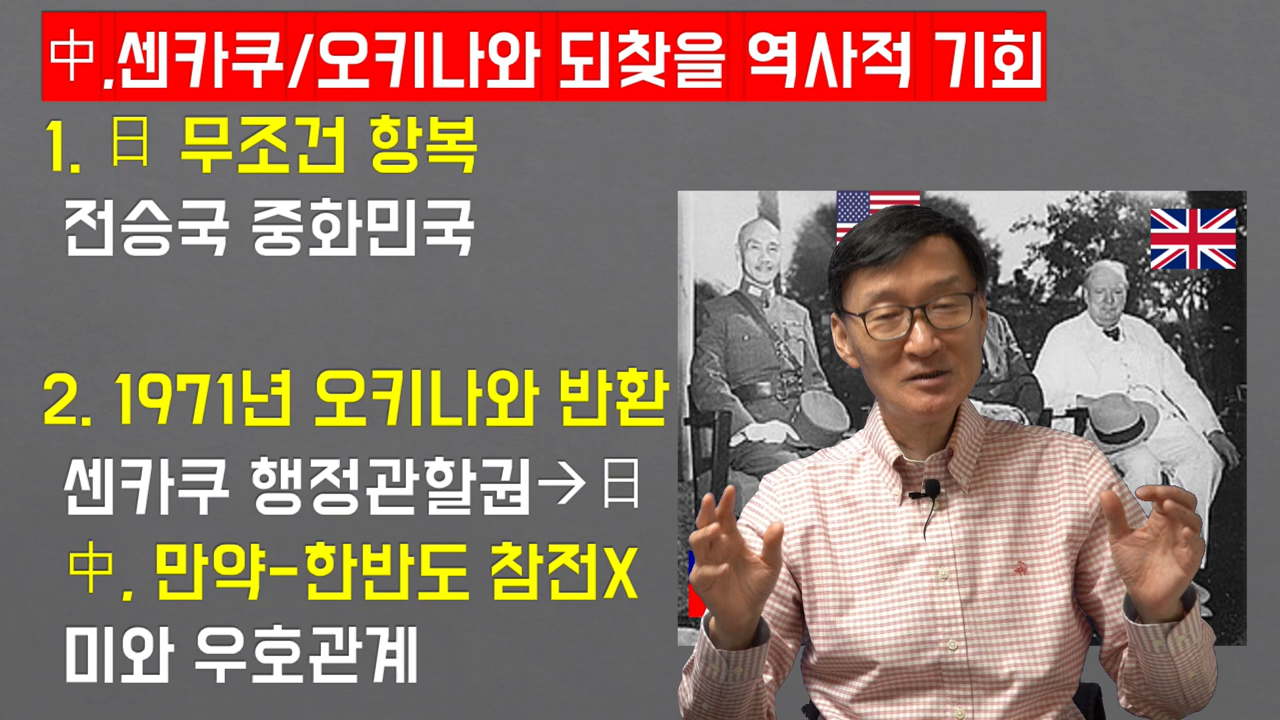 中.센카쿠/오키나와 되찾을 역사적 기회
1. 日 무조건 항복
전승국 중화민국
2. 1971년 오키나와 반환
센카쿠 행정관할권→日
中. 만약-한반도 참전X
미와 우호관계